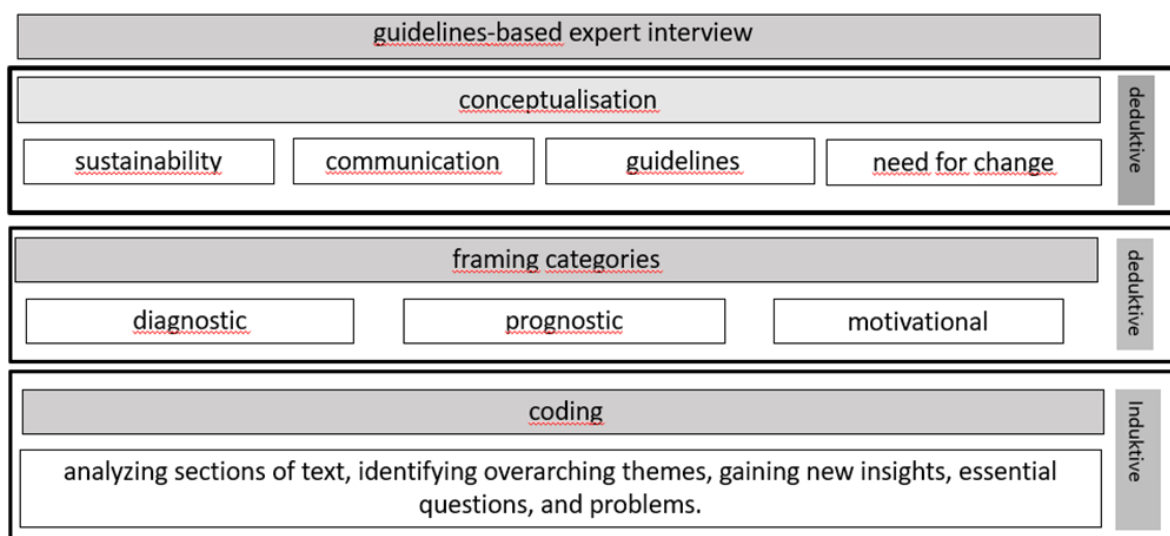 guidelines-based expert interview
conceptualisation
deduktive
sustainability
communication
guidelines
need for change
framing categories
deduktive
diagnostic
prognostic
motivational
coding
Induktive
analyzing sections of text, identifying overarching themes, gaining new insights, essential
questions, and problems.